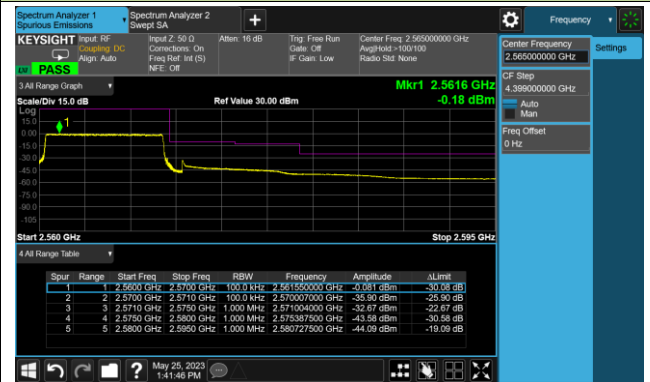 Spectrum Analyzer 1
Spurious Emissions
Spectrum Analyzer 2
Swept SA
Frequency
KEYSIGHT
Input: RF
Coupling: DC
Align: Auto
Input Z: 50 Ω
Corrections: On
Freq Ref: Int (S)
NFE: Off
Atten: 16 dB
Trig: Free Run
Gate: Off
IF Gain: Low
Center Freq: 2.565000000 GHz
Avg|Hold:>100/100
Radio Std: None
PASS
3 All Range Graph
Mkr1 2.5616 GHz
Scale/Div 15.0 dB
Ref Value 30.00 dBm
-0.18 dBm
Log
15.0
0.00
-15.0
-30.0
-45.0
-60.0
-75.0
-90.0
-105
1
Start 2.560 GHz
Stop 2.595 GHz
4 All Range Table
Spur Range Start Freq Stop Freq RBW Frequency Amplitude ΔLimit
1 1 2.5600 GHz 2.5700 GHz 100.0 kHz 2.561550000 GHz -0.081 dBm -30.08 dB
2 2 2.5700 GHz 2.5710 GHz 100.0 kHz 2.570007000 GHz -35.90 dBm -25.90 dB
3 3 2.5710 GHz 2.5750 GHz 1.000 MHz 2.571004000 GHz -32.67 dBm -22.67 dB
4 4 2.5750 GHz 2.5800 GHz 1.000 MHz 2.575387500 GHz -43.58 dBm -30.58 dB
5 5 2.5800 GHz 2.5950 GHz 1.000 MHz 2.580727500 GHz -44.09 dBm -19.09 dB
Center Frequency
2.565000000 GHz
Settings
CF Step
4.399000000 GHz
Auto
Man
Freq Offset
0 Hz
May 25, 2023
1:41:46 PM